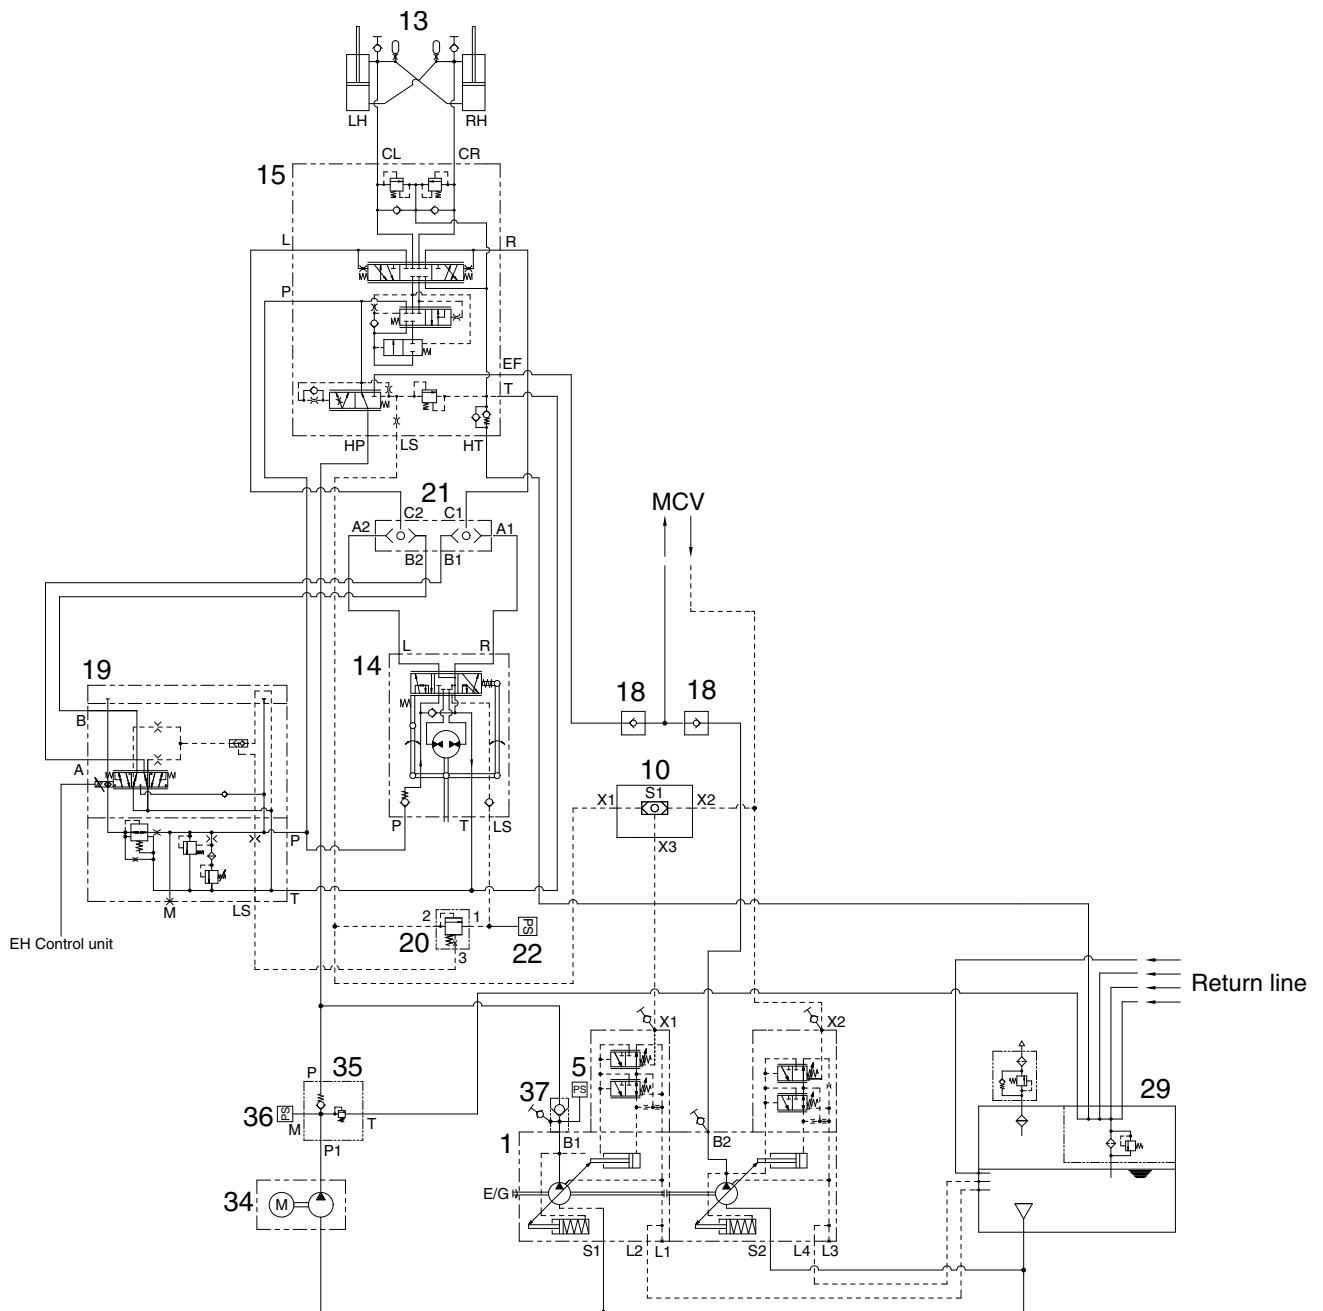 13
LH
RH
CL
CR
15
L
R
P
EF
T
HP
LS
HT
21
C2
C1
A2
A1
B2
B1
MCV
L
R
14
19
B
18
18
A
10
S1
X1
X2
X3
P
T
LS
P
T
M
LS
2
1
PS
20
22
3
EH Control unit
Return line
X1
X2
P
35
5
PS
37
36
PS
M
T
29
1
B1
B2
P1
E/G
34
M
S1
L2
L1
S2
L4
L3